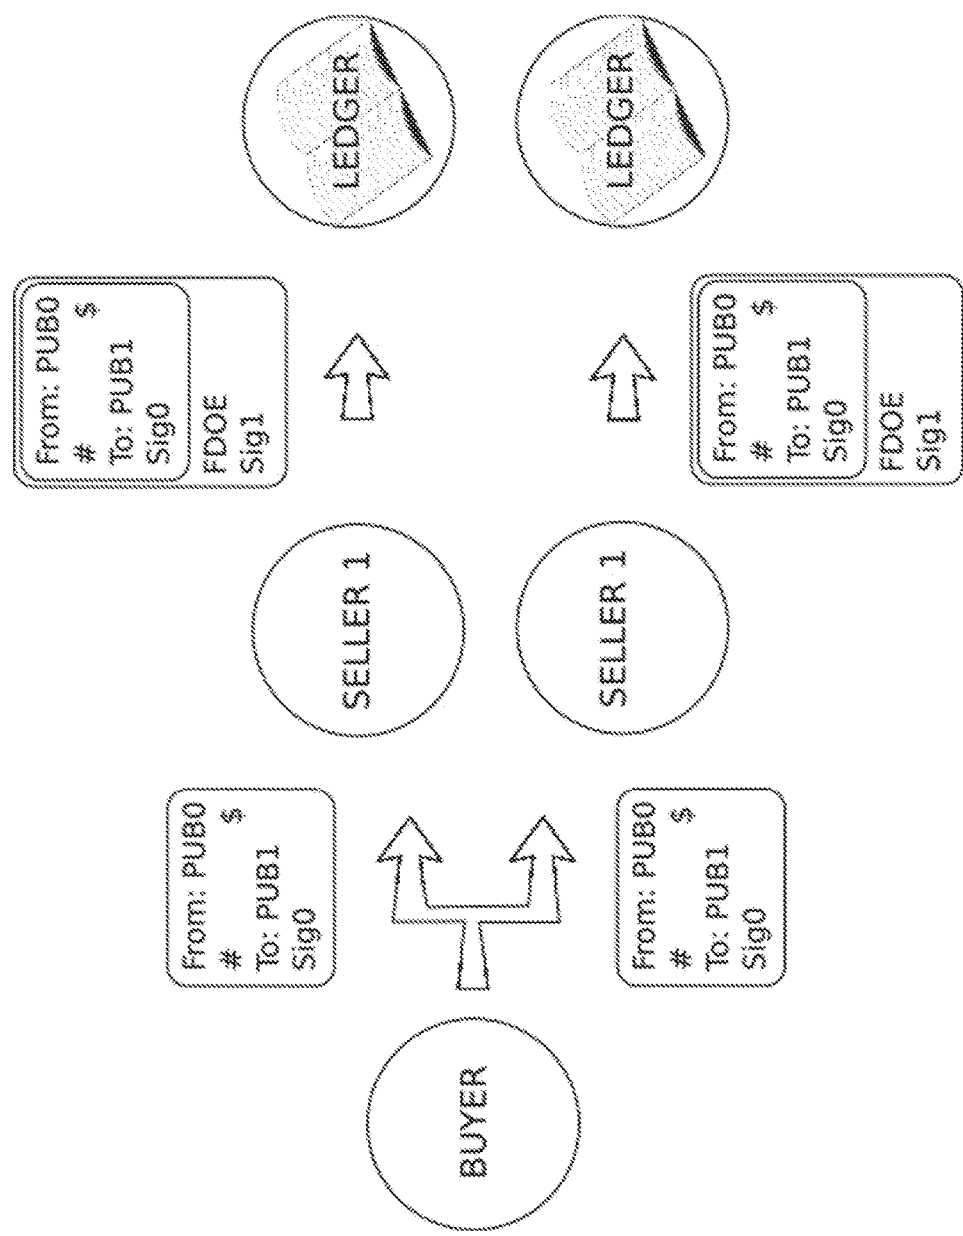 From: PUB0
# $
To: PUB1
Sig0
FDOE
Sig1
LEDGER
From: PUB0
# $
To: PUB1
Sig0
SELLER 1
BUYER
SELLER 1
LEDGER
From: PUB0
# $
To: PUB1
Sig0
From: PUB0
# $
To: PUB1
Sig0
FDOE
Sig1